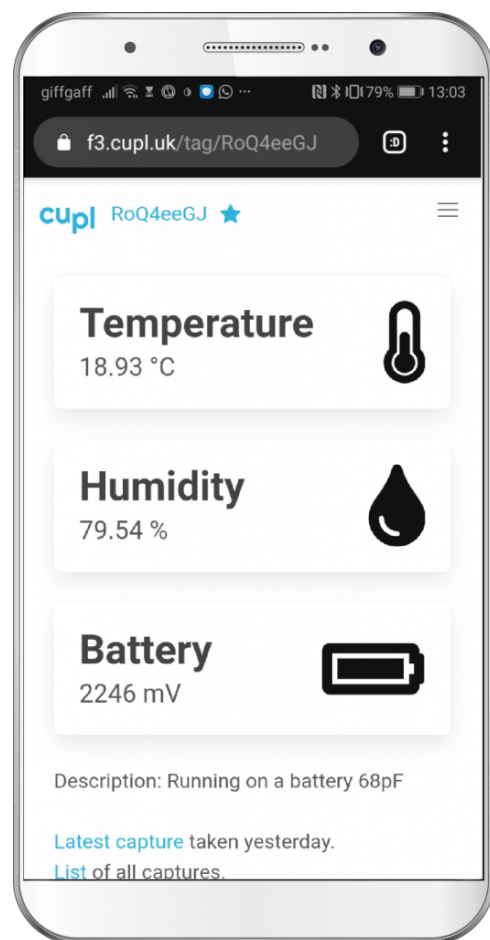 giffgaff 79% 13:03
f3.cupl.uk/tag/RoQ4eeGJ :D
cupl RoQ4eeGJ
Temperature
18.93 °C
Humidity
79.54 %
Battery
2246 mV
Description: Running on a battery 68pF
Latest capture taken yesterday.
List of all captures.